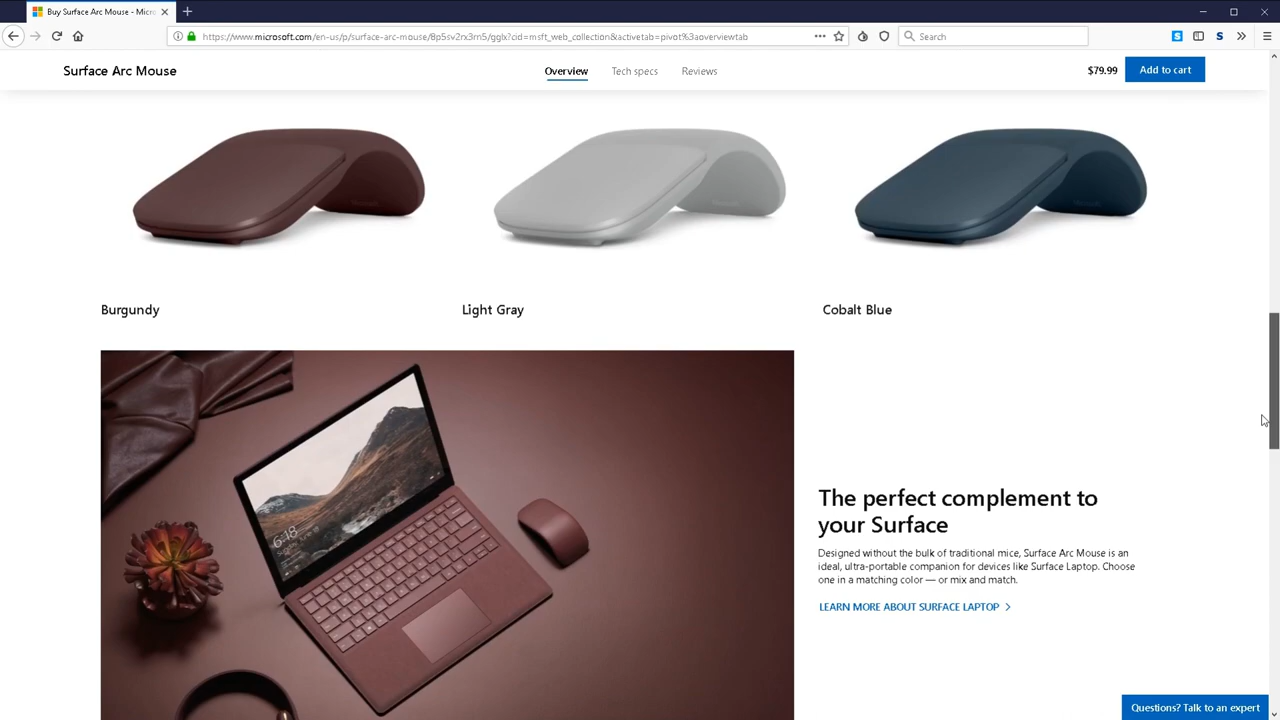 Buy Surface Arc Mouse - Micro
https://www.microsoft.com/en-us/p/surface-arc-mouse/8p5sv2rx3rn5/gglx?cid=msft_web_collection&activetab=pivot%3aoverviewtab
Search
Surface Arc Mouse
Overview
Tech specs
Reviews
$79.99
Add to cart
Burgundy
Light Gray
Cobalt Blue
6:18
The perfect complement to
your Surface
Designed without the bulk of traditional mice, Surface Arc Mouse is an
ideal, ultra-portable companion for devices like Surface Laptop. Choose
one in a matching color — or mix and match.
LEARN MORE ABOUT SURFACE LAPTOP
Questions? Talk to an expert